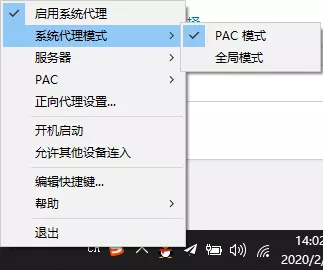 启用系统代理
系统代理模式
PAC 模式
全局模式
服务器
PAC
正向代理设置...
开机启动
允许其他设备连入
编辑快捷键...
帮助
退出
14:02
2020/2/